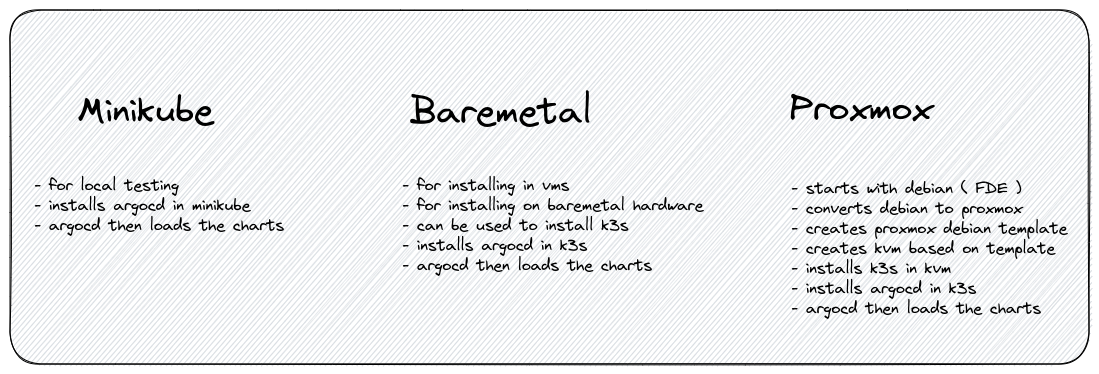 Minikube
- for local testing
- installs argocd in minikube
- argocd then loads the charts
Baremetal
- for installing in vms
- for installing on baremetal hardware
- can be used to install k3s
- installs argocd in k3s
- argocd then loads the charts
Proxmox
- starts with debian ( FDE )
- converts debian to proxmox
- creates proxmox debian template
- creates kvm based on template
- installs k3s in kvm
- installs argocd in k3s
- argocd then loads the charts